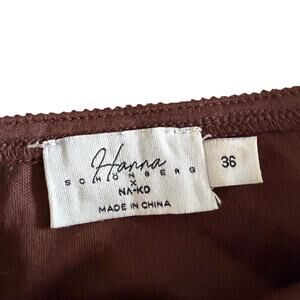 Hanna
SCHÖNBERG
X
NA-KD
MADE IN CHINA
36